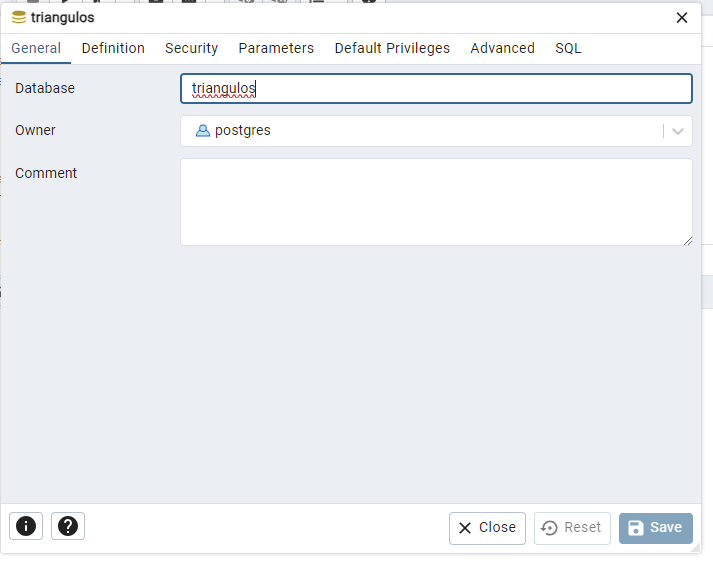 triangulos
General Definition Security Parameters Default Privileges Advanced SQL
Database triangulos
Owner postgres
Comment
Close Reset Save